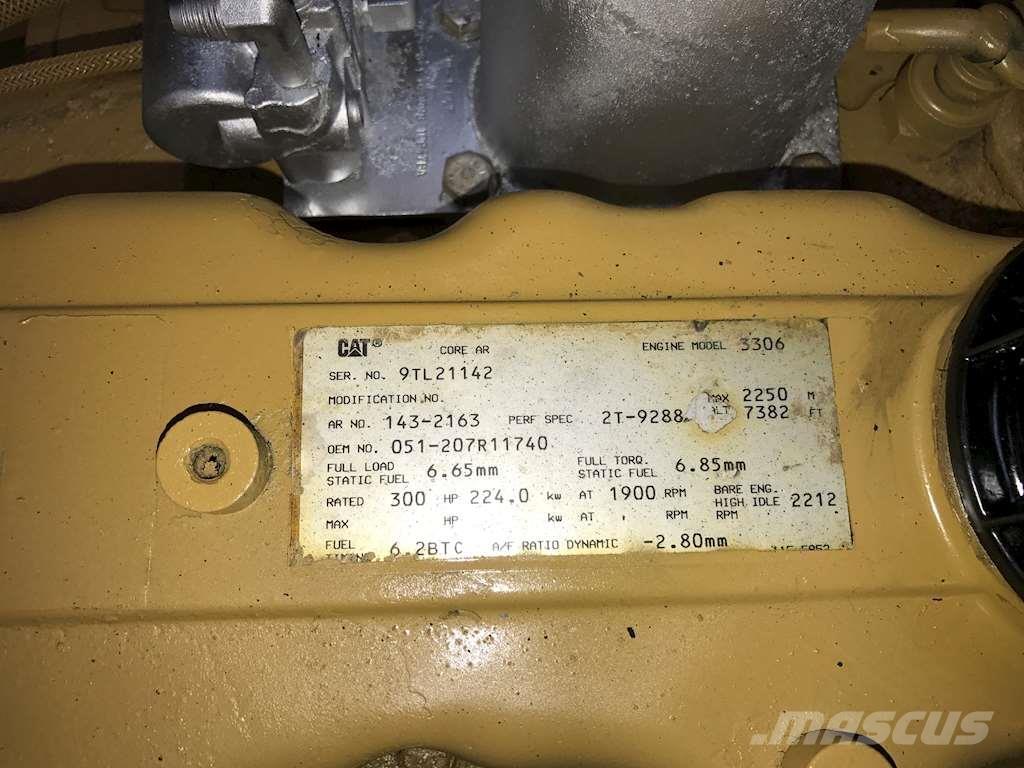 CAT® CORE AR ENGINE MODEL 3306
SER. NO. 9TL21142
MODIFICATION NO. MAX 2250 M
AR NO. 143-2163 PERF SPEC 2T-9288 ALT 7382 FT
OEM NO. 051-207R11740
FULL LOAD STATIC FUEL 6.65mm FULL TORQ. STATIC FUEL 6.85mm
RATED 300 HP 224.0 kw AT 1900 RPM BARE ENG. HIGH IDLE 2212 RPM
MAX HP kw AT , RPM
FUEL TIMING 6.2BTC A/F RATIO DYNAMIC -2.80mm
MASCUS